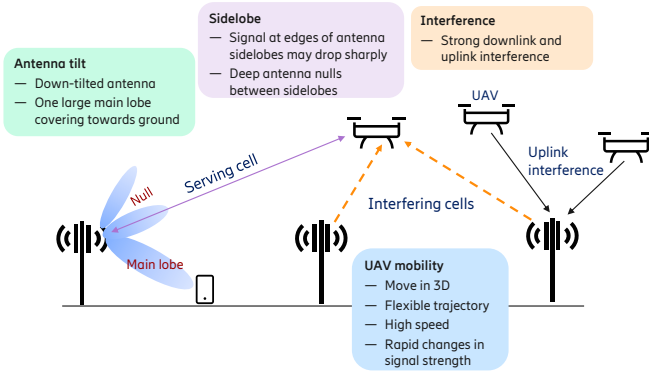 Sidelobe
— Signal at edges of antenna
sidelobes may drop sharply
— Deep antenna nulls
between sidelobes
Interference
— Strong downlink and
uplink interference
Antenna tilt
— Down-tilted antenna
— One large main lobe
covering towards ground
UAV
Uplink
interference
Serving cell
Null
Interfering cells
Main lobe
UAV mobility
— Move in 3D
— Flexible trajectory
— High speed
— Rapid changes in
signal strength